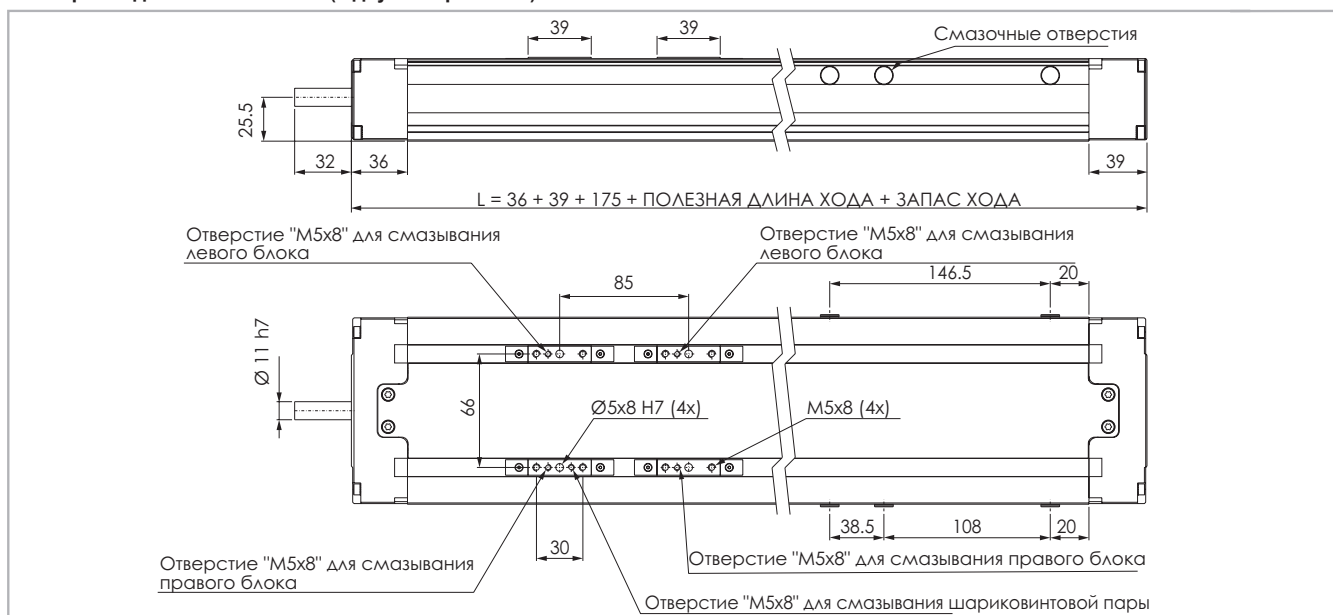 39
39
Смазочные отверстия
25.5
32
36
39
L = 36 + 39 + 175 + ПОЛЕЗНАЯ ДЛИНА ХОДА + ЗАПАС ХОДА
Отверстие "M5x8" для смазывания
левого блока
Отверстие "M5x8" для смазывания
левого блока
85
146.5
20
Ø 11 h7
66
Ø5x8 H7 (4x)
M5x8 (4x)
38.5
108
20
30
Отверстие "M5x8" для смазывания
правого блока
Отверстие "M5x8" для смазывания правого блока
Отверстие "M5x8" для смазывания шариковинтовой пары